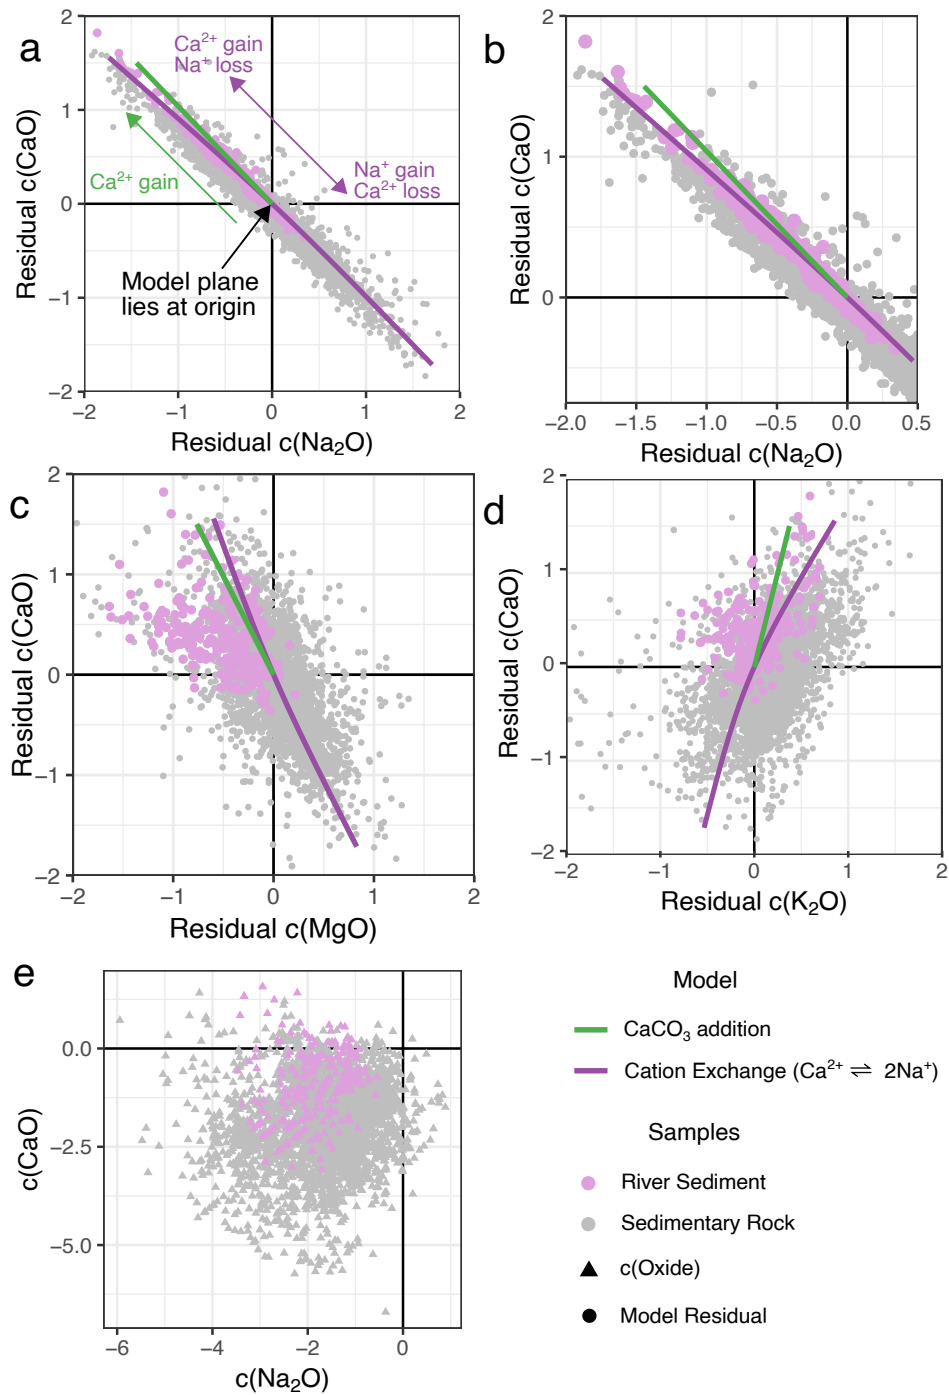 a
2
1
0
−1
−2
−2
−1
0
1
2
Residual c(CaO)
Residual c(Na₂O)
Ca²⁺ gain
Na⁺ loss
Ca²⁺ gain
Na⁺ gain
Ca²⁺ loss
Model plane
lies at origin
b
2
1
0
−2.0
−1.5
−1.0
−0.5
0.0
0.5
Residual c(CaO)
Residual c(Na₂O)
c
2
1
0
−1
−2
−2
−1
0
1
2
Residual c(CaO)
Residual c(MgO)
d
2
1
0
−1
−2
−2
−1
0
1
2
Residual c(CaO)
Residual c(K₂O)
e
0.0
−2.5
−5.0
−6
−4
−2
0
c(CaO)
c(Na₂O)
Model
CaCO₃ addition
Cation Exchange (Ca²⁺ ⇌ 2Na⁺)
Samples
River Sediment
Sedimentary Rock
c(Oxide)
Model Residual